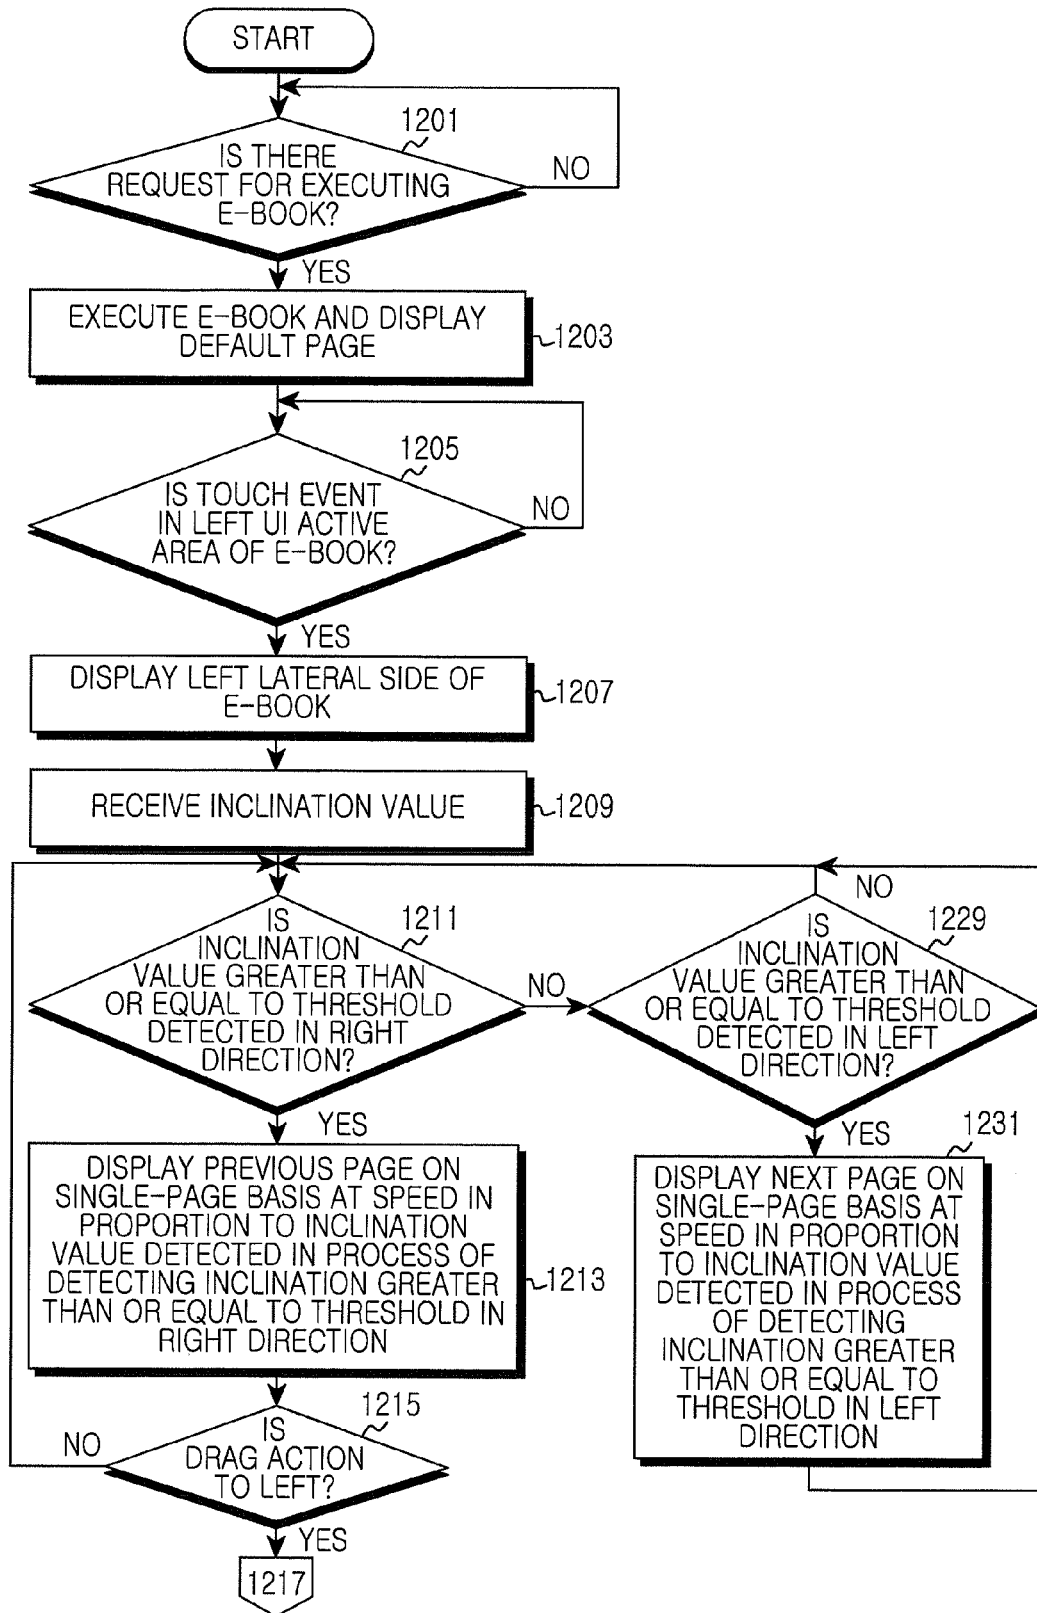 START
1201
IS THERE
REQUEST FOR EXECUTING
E-BOOK?
NO
YES
EXECUTE E-BOOK AND DISPLAY
DEFAULT PAGE
1203
1205
IS TOUCH EVENT
IN LEFT UI ACTIVE
AREA OF E-BOOK?
NO
YES
DISPLAY LEFT LATERAL SIDE OF
E-BOOK
1207
RECEIVE INCLINATION VALUE
1209
1211
IS
INCLINATION
VALUE GREATER THAN
OR EQUAL TO THRESHOLD
DETECTED IN RIGHT
DIRECTION?
NO
YES
NO
1229
IS
INCLINATION
VALUE GREATER THAN
OR EQUAL TO THRESHOLD
DETECTED IN LEFT
DIRECTION?
YES
DISPLAY PREVIOUS PAGE ON
SINGLE-PAGE BASIS AT SPEED IN
PROPORTION TO INCLINATION
VALUE DETECTED IN PROCESS OF
DETECTING INCLINATION GREATER
THAN OR EQUAL TO THRESHOLD IN
RIGHT DIRECTION
1213
1231
DISPLAY NEXT PAGE ON
SINGLE-PAGE BASIS AT
SPEED IN PROPORTION
TO INCLINATION VALUE
DETECTED IN PROCESS
OF DETECTING
INCLINATION GREATER
THAN OR EQUAL TO
THRESHOLD IN LEFT
DIRECTION
1215
IS
DRAG ACTION
TO LEFT?
NO
YES
1217